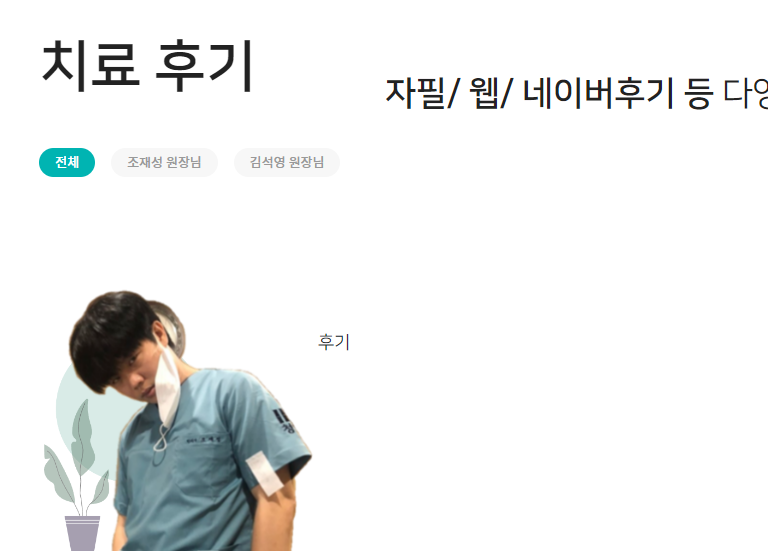 치료 후기
자필/ 웹/ 네이버후기 등 다양
전체
조재성 원장님
김석영 원장님
후기